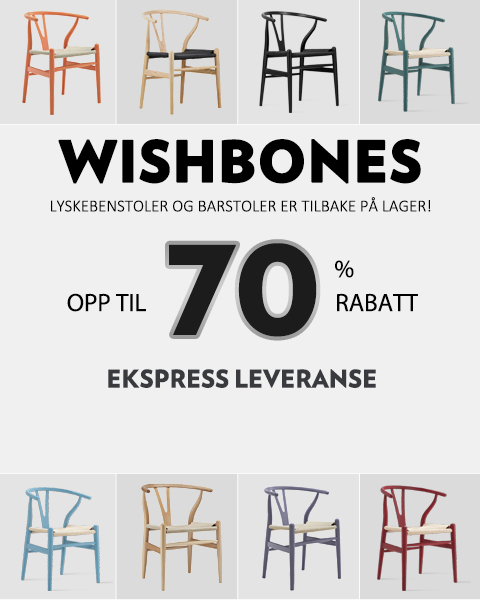 WISHBONES
LYSKEBENSTOLER OG BARSTOLER ER TILBAKE PÅ LAGER!
OPP TIL 70 % RABATT
EKSPRESS LEVERANSE